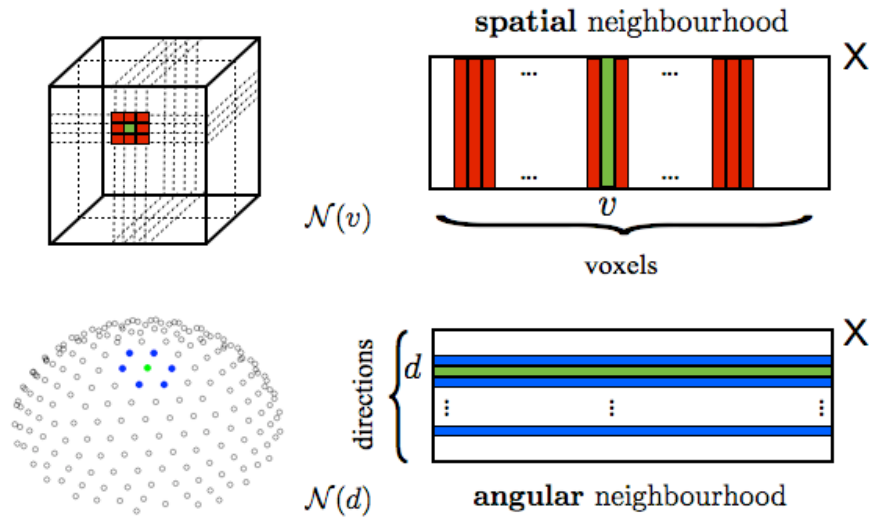 spatial neighbourhood
X
... ...
... ...
v
N(v)
voxels
X
directions
d
⋮ ⋮ ⋮
N(d)
angular neighbourhood